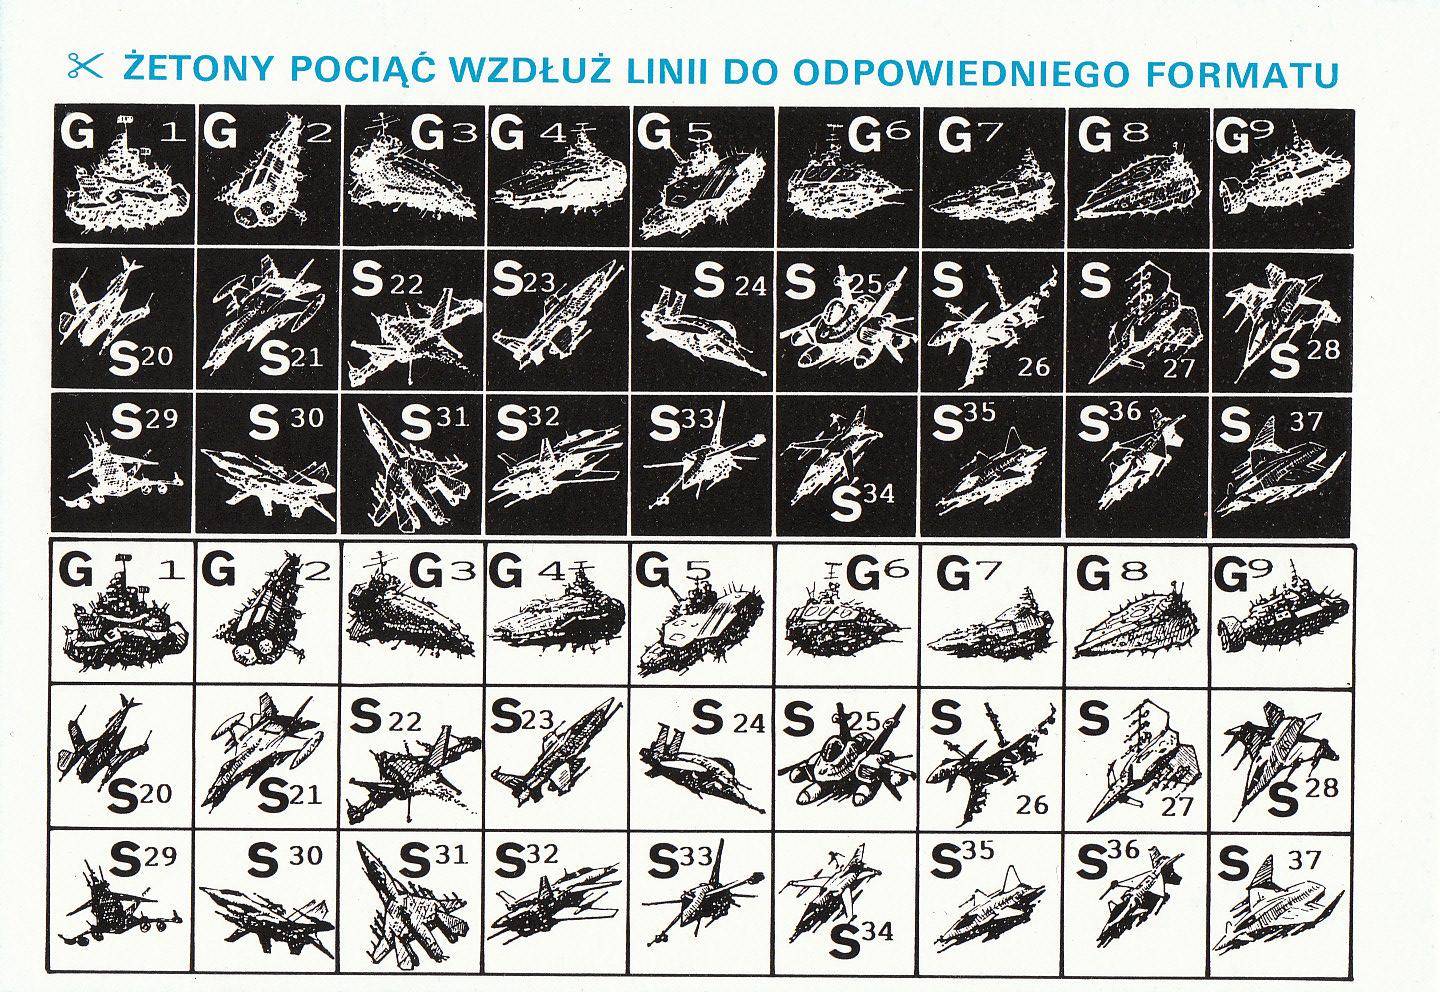 ŻETONY POCIĄĆ WZDŁUŻ LINII DO ODPOWIEDNIEGO FORMATU
G 1 G 2 G 3 G 4 G 5 G 6 G 7 G 8 G 9
S 20 S 21 S 22 S 23 S 24 S 25 S 26 S 27 S 28
S 29 S 30 S 31 S 32 S 33 S 34 S 35 S 36 S 37
G 1 G 2 G 3 G 4 G 5 G 6 G 7 G 8 G 9
S 20 S 21 S 22 S 23 S 24 S 25 S 26 S 27 S 28
S 29 S 30 S 31 S 32 S 33 S 34 S 35 S 36 S 37